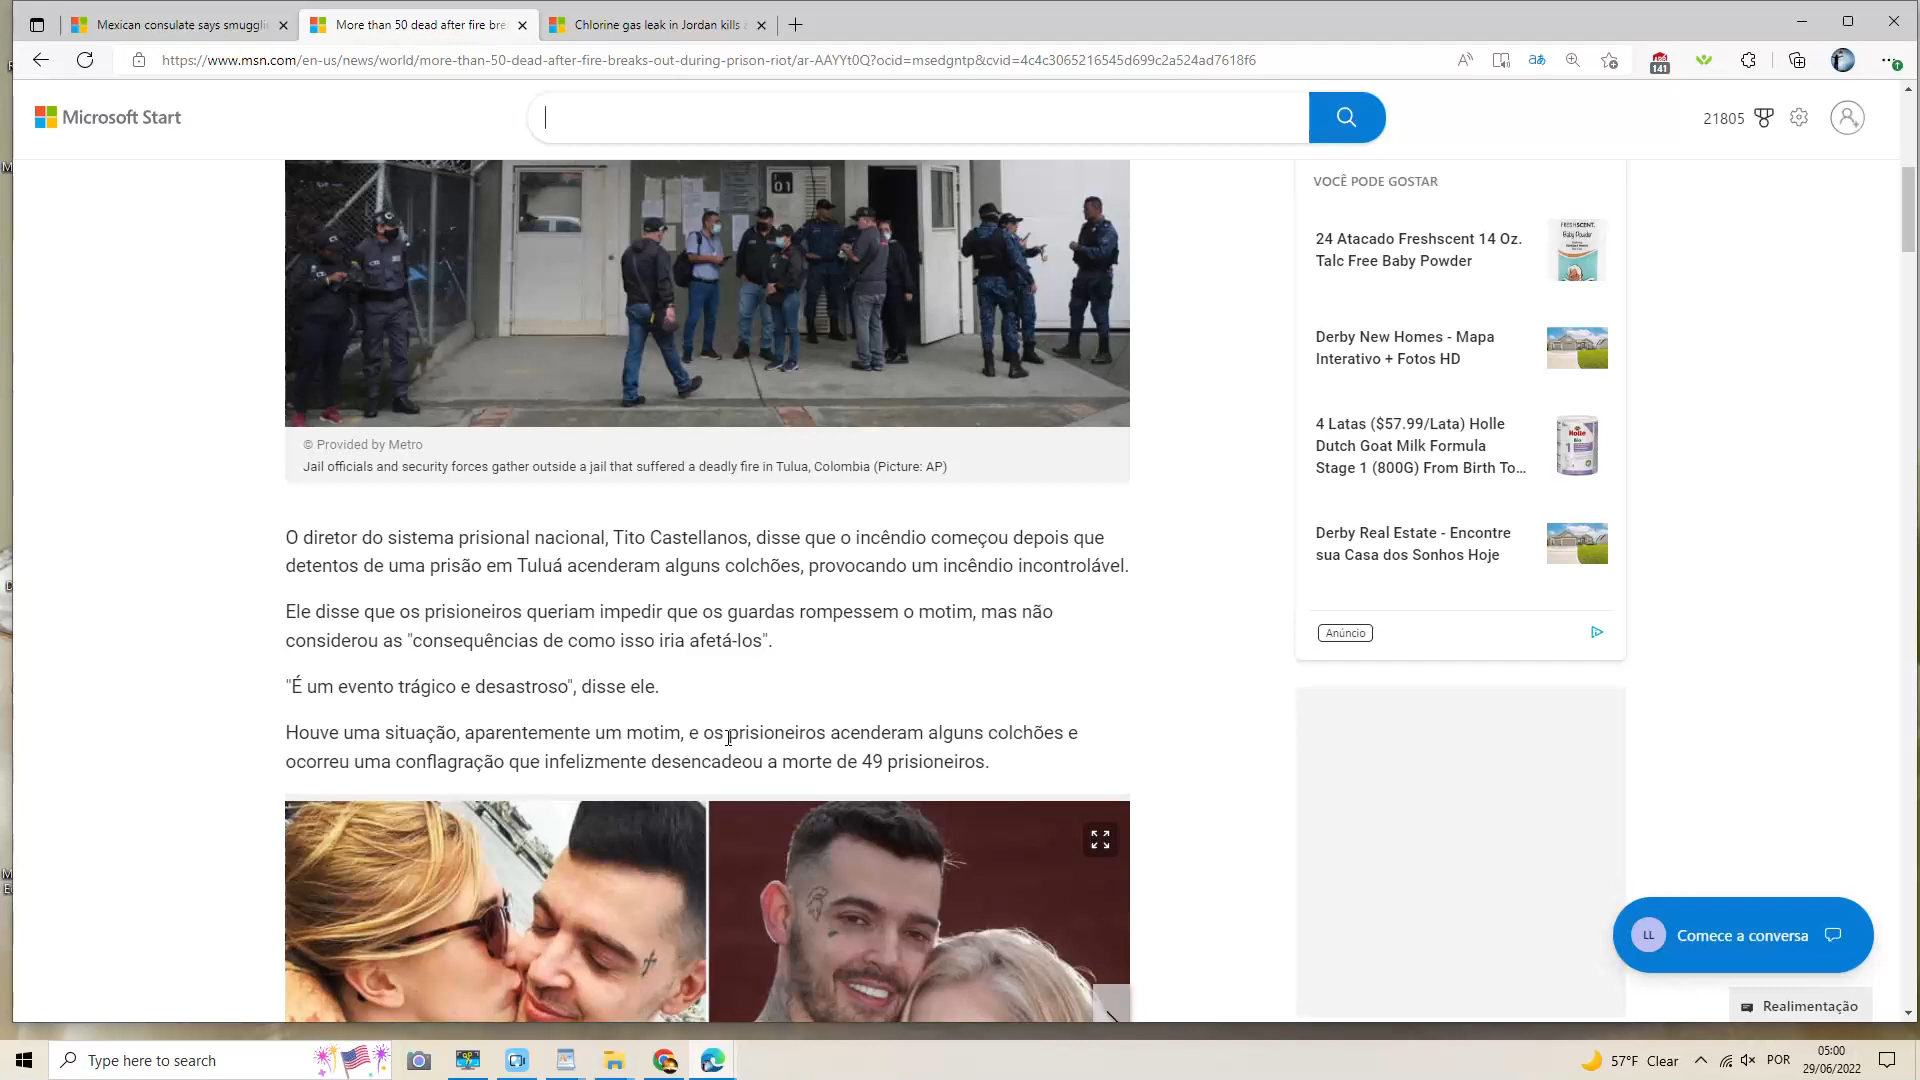 Mexican consulate says smuggli
More than 50 dead after fire bre
Chlorine gas leak in Jordan kills
https://www.msn.com/en-us/news/world/more-than-50-dead-after-fire-breaks-out-during-prison-riot/ar-AAYYt0Q?ocid=msedgntp&cvid=4c4c3065216545d699c2a524ad7618f6
141
Microsoft Start
21805
01
© Provided by Metro
Jail officials and security forces gather outside a jail that suffered a deadly fire in Tulua, Colombia (Picture: AP)
O diretor do sistema prisional nacional, Tito Castellanos, disse que o incêndio começou depois que
detentos de uma prisão em Tuluá acenderam alguns colchões, provocando um incêndio incontrolável.
Ele disse que os prisioneiros queriam impedir que os guardas rompessem o motim, mas não
considerou as "consequências de como isso iria afetá-los".
"É um evento trágico e desastroso", disse ele.
Houve uma situação, aparentemente um motim, e os prisioneiros acenderam alguns colchões e
ocorreu uma conflagração que infelizmente desencadeou a morte de 49 prisioneiros.
VOCÊ PODE GOSTAR
24 Atacado Freshscent 14 Oz.
Talc Free Baby Powder
FRESHSCENT.
Baby Powder
Derby New Homes - Mapa
Interativo + Fotos HD
4 Latas ($57.99/Lata) Holle
Dutch Goat Milk Formula
Stage 1 (800G) From Birth To...
Holle
Derby Real Estate - Encontre
sua Casa dos Sonhos Hoje
Anúncio
LL
Comece a conversa
Realimentação
Type here to search
57°F Clear
POR
05:00
29/06/2022